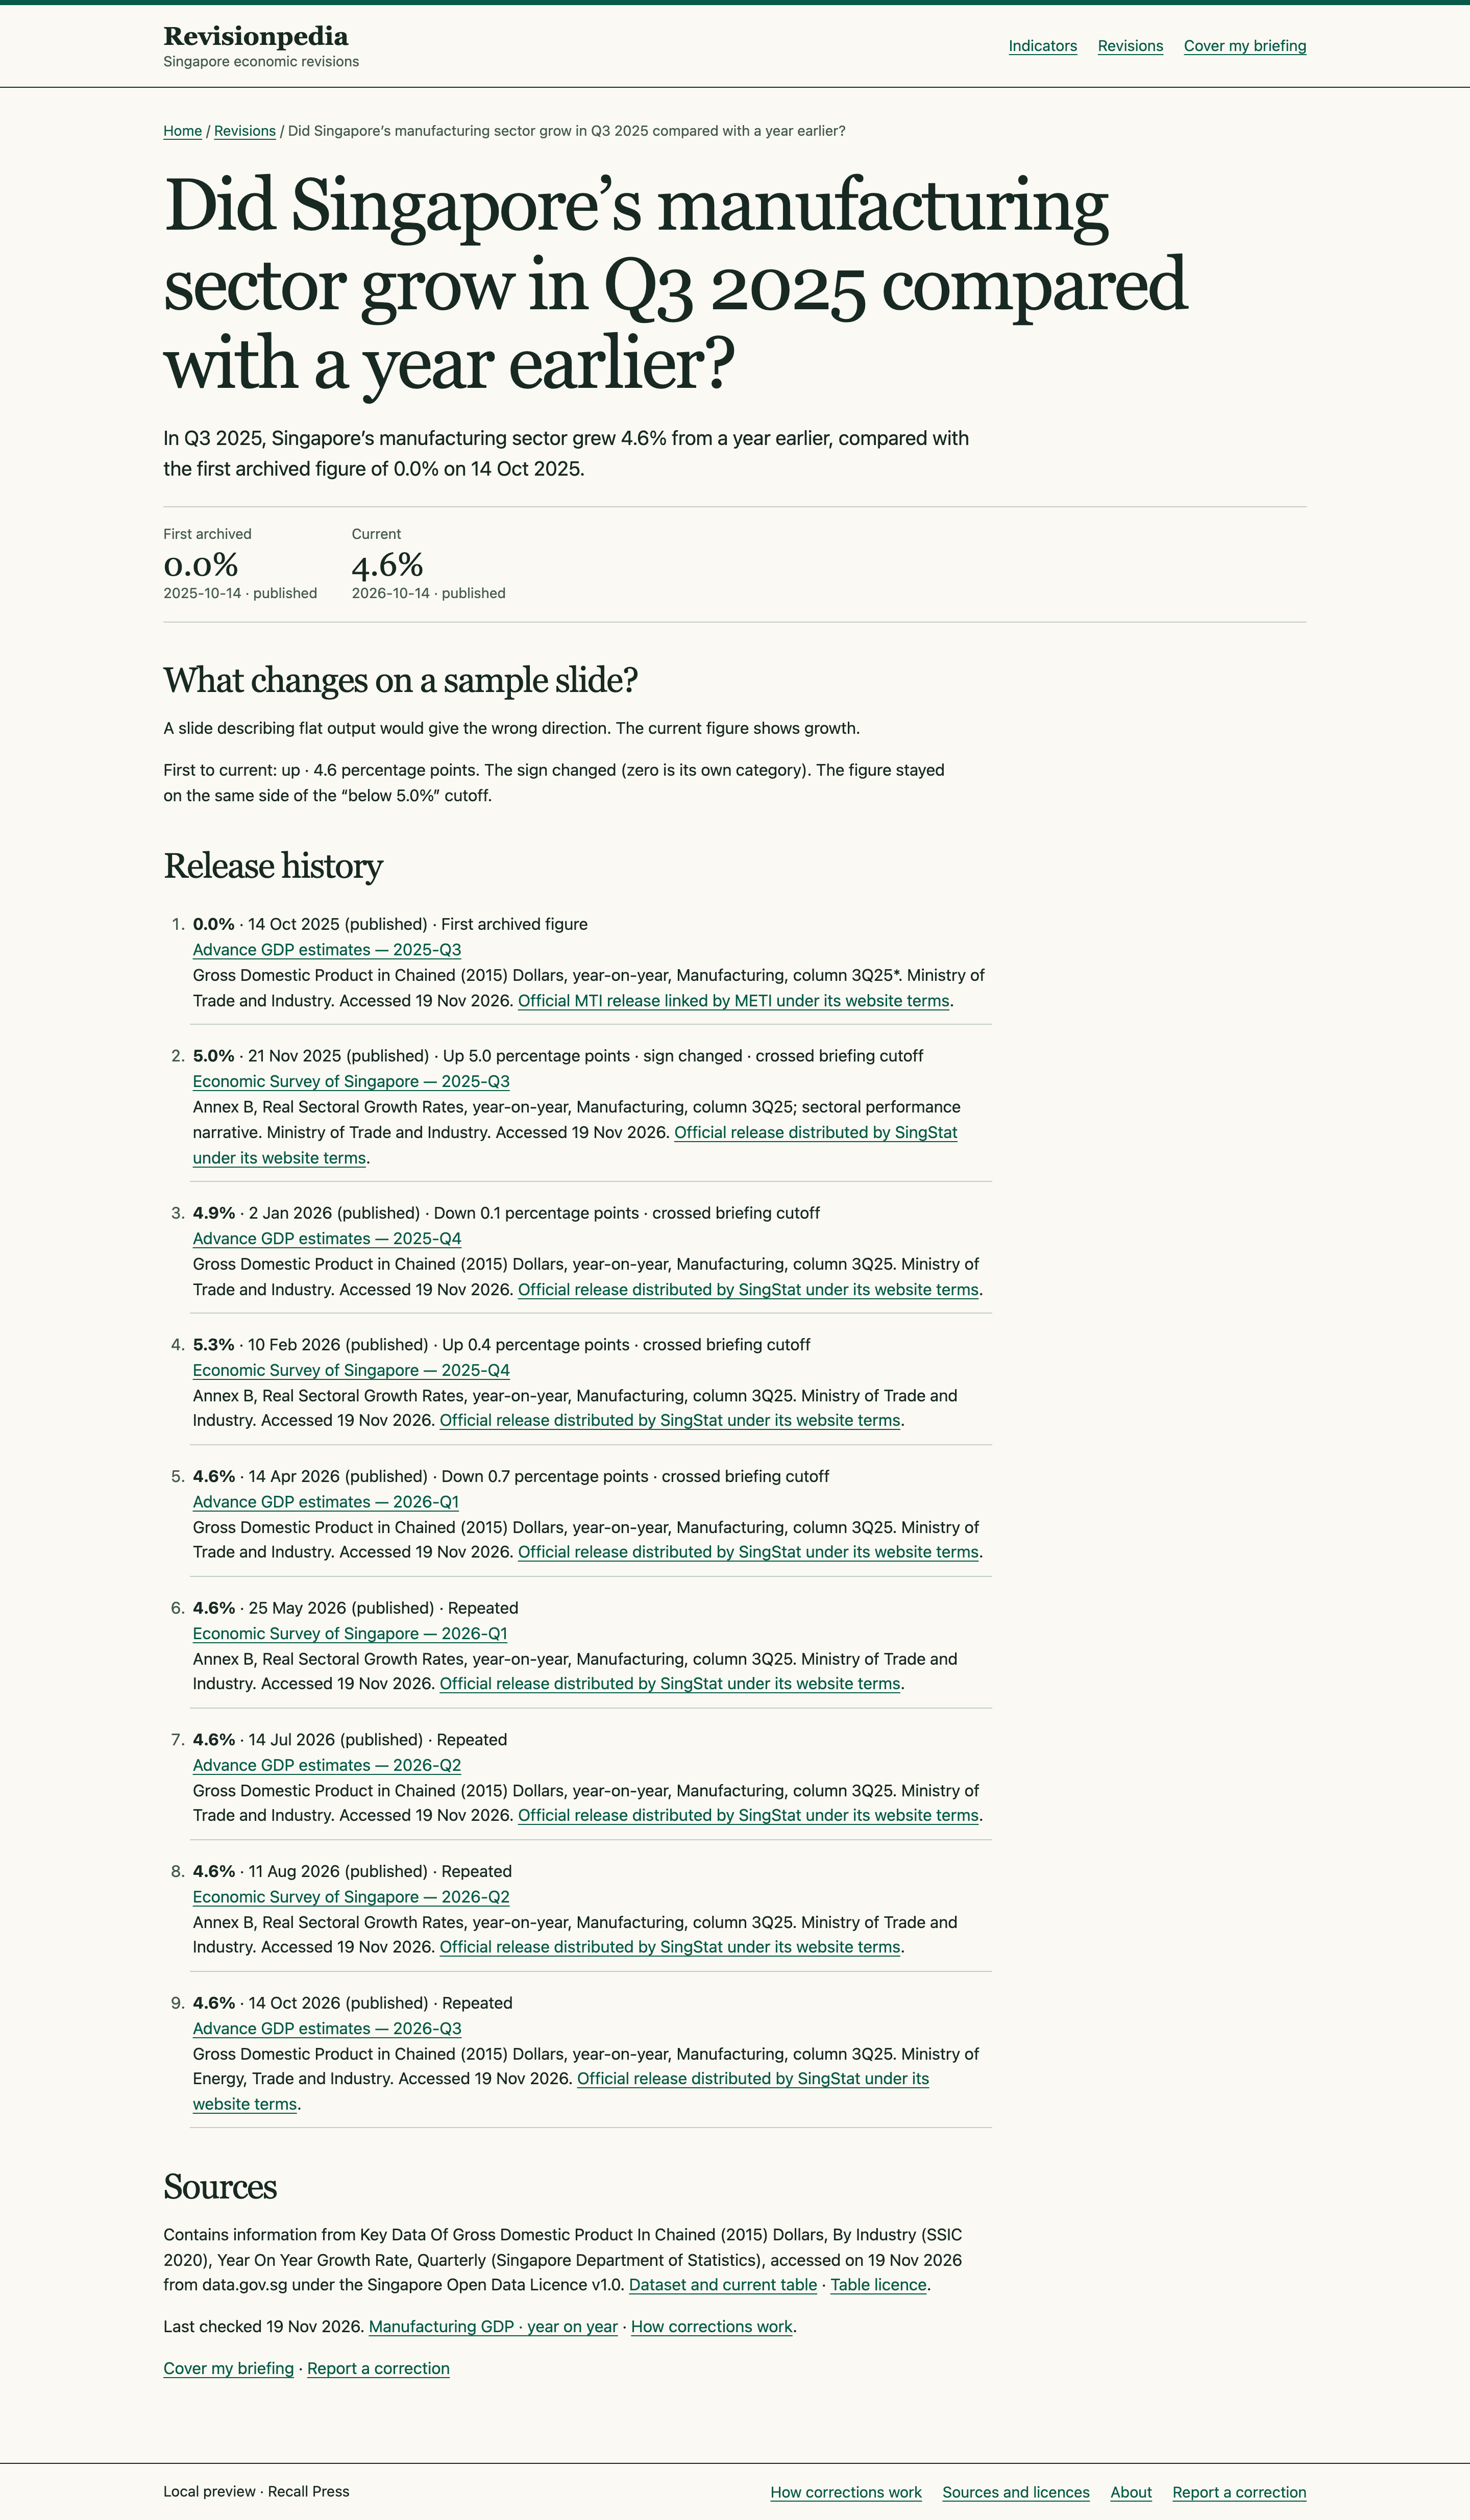 Revisionpedia
Singapore economic revisions
Indicators Revisions Cover my briefing
Home / Revisions / Did Singapore’s manufacturing sector grow in Q3 2025 compared with a year earlier?
Did Singapore’s manufacturing
sector grow in Q3 2025 compared
with a year earlier?
In Q3 2025, Singapore’s manufacturing sector grew 4.6% from a year earlier, compared with
the first archived figure of 0.0% on 14 Oct 2025.
First archived
0.0%
2025-10-14 · published
Current
4.6%
2026-10-14 · published
What changes on a sample slide?
A slide describing flat output would give the wrong direction. The current figure shows growth.
First to current: up · 4.6 percentage points. The sign changed (zero is its own category). The figure stayed
on the same side of the “below 5.0%” cutoff.
Release history
1. 0.0% · 14 Oct 2025 (published) · First archived figure
Advance GDP estimates — 2025-Q3
Gross Domestic Product in Chained (2015) Dollars, year-on-year, Manufacturing, column 3Q25*. Ministry of
Trade and Industry. Accessed 19 Nov 2026. Official MTI release linked by METI under its website terms.
2. 5.0% · 21 Nov 2025 (published) · Up 5.0 percentage points · sign changed · crossed briefing cutoff
Economic Survey of Singapore — 2025-Q3
Annex B, Real Sectoral Growth Rates, year-on-year, Manufacturing, column 3Q25; sectoral performance
narrative. Ministry of Trade and Industry. Accessed 19 Nov 2026. Official release distributed by SingStat
under its website terms.
3. 4.9% · 2 Jan 2026 (published) · Down 0.1 percentage points · crossed briefing cutoff
Advance GDP estimates — 2025-Q4
Gross Domestic Product in Chained (2015) Dollars, year-on-year, Manufacturing, column 3Q25. Ministry of
Trade and Industry. Accessed 19 Nov 2026. Official release distributed by SingStat under its website terms.
4. 5.3% · 10 Feb 2026 (published) · Up 0.4 percentage points · crossed briefing cutoff
Economic Survey of Singapore — 2025-Q4
Annex B, Real Sectoral Growth Rates, year-on-year, Manufacturing, column 3Q25. Ministry of Trade and
Industry. Accessed 19 Nov 2026. Official release distributed by SingStat under its website terms.
5. 4.6% · 14 Apr 2026 (published) · Down 0.7 percentage points · crossed briefing cutoff
Advance GDP estimates — 2026-Q1
Gross Domestic Product in Chained (2015) Dollars, year-on-year, Manufacturing, column 3Q25. Ministry of
Trade and Industry. Accessed 19 Nov 2026. Official release distributed by SingStat under its website terms.
6. 4.6% · 25 May 2026 (published) · Repeated
Economic Survey of Singapore — 2026-Q1
Annex B, Real Sectoral Growth Rates, year-on-year, Manufacturing, column 3Q25. Ministry of Trade and
Industry. Accessed 19 Nov 2026. Official release distributed by SingStat under its website terms.
7. 4.6% · 14 Jul 2026 (published) · Repeated
Advance GDP estimates — 2026-Q2
Gross Domestic Product in Chained (2015) Dollars, year-on-year, Manufacturing, column 3Q25. Ministry of
Trade and Industry. Accessed 19 Nov 2026. Official release distributed by SingStat under its website terms.
8. 4.6% · 11 Aug 2026 (published) · Repeated
Economic Survey of Singapore — 2026-Q2
Annex B, Real Sectoral Growth Rates, year-on-year, Manufacturing, column 3Q25. Ministry of Trade and
Industry. Accessed 19 Nov 2026. Official release distributed by SingStat under its website terms.
9. 4.6% · 14 Oct 2026 (published) · Repeated
Advance GDP estimates — 2026-Q3
Gross Domestic Product in Chained (2015) Dollars, year-on-year, Manufacturing, column 3Q25. Ministry of
Energy, Trade and Industry. Accessed 19 Nov 2026. Official release distributed by SingStat under its
website terms.
Sources
Contains information from Key Data Of Gross Domestic Product In Chained (2015) Dollars, By Industry (SSIC
2020), Year On Year Growth Rate, Quarterly (Singapore Department of Statistics), accessed on 19 Nov 2026
from data.gov.sg under the Singapore Open Data Licence v1.0. Dataset and current table · Table licence.
Last checked 19 Nov 2026. Manufacturing GDP · year on year · How corrections work.
Cover my briefing · Report a correction
Local preview · Recall Press
How corrections work Sources and licences About Report a correction